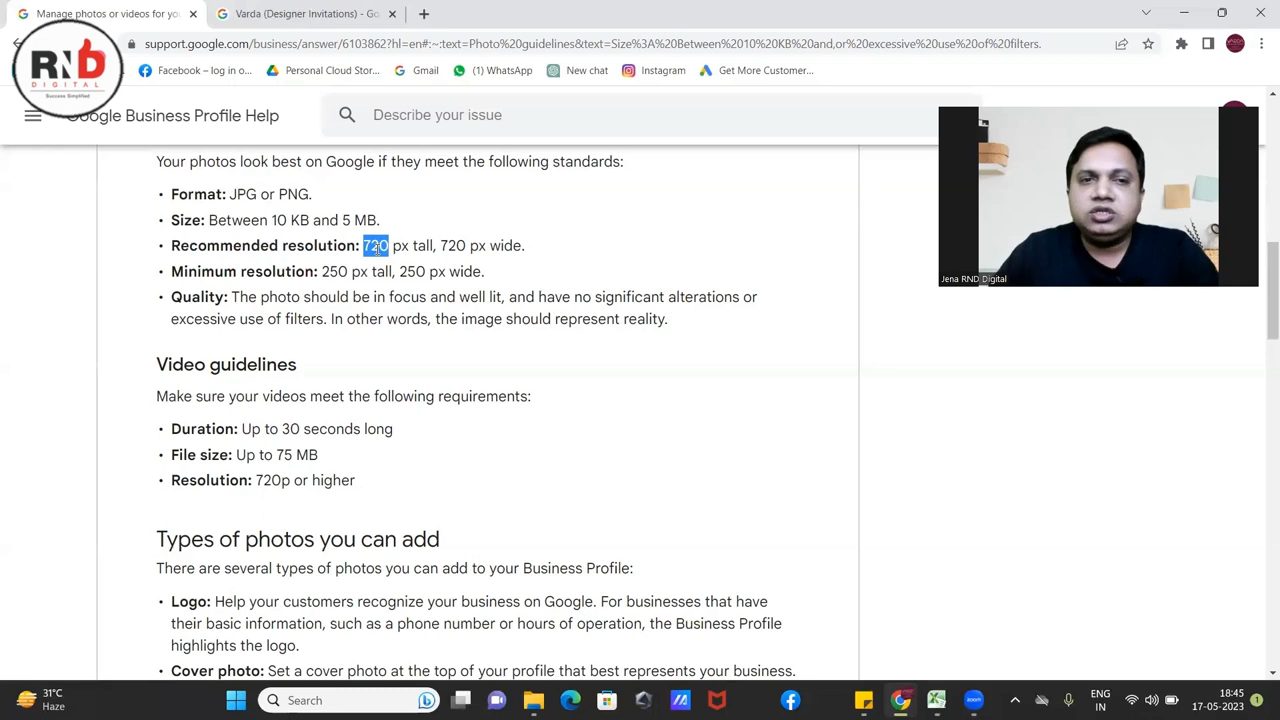 Manage photos or videos for you
Varda (Designer Invitations) - Go
support.google.com/business/answer/6103862?hl=en#:~:text=Photo%20guidelines&text=Size%3A%20Between%2010%20KB%20and,or%20excessive%20use%20of%20filters.
Facebook – log in o...
Personal Cloud Stor...
Gmail
(1) WhatsApp
New chat
Instagram
Google Care Center...
RND
DIGITAL
Success Simplified
Google Business Profile Help
Describe your issue
Your photos look best on Google if they meet the following standards:
• Format: JPG or PNG.
• Size: Between 10 KB and 5 MB.
• Recommended resolution: 720 px tall, 720 px wide.
• Minimum resolution: 250 px tall, 250 px wide.
• Quality: The photo should be in focus and well lit, and have no significant alterations or
excessive use of filters. In other words, the image should represent reality.
Jena RND Digital
Video guidelines
Make sure your videos meet the following requirements:
• Duration: Up to 30 seconds long
• File size: Up to 75 MB
• Resolution: 720p or higher
Types of photos you can add
There are several types of photos you can add to your Business Profile:
• Logo: Help your customers recognize your business on Google. For businesses that have
their basic information, such as a phone number or hours of operation, the Business Profile
highlights the logo.
• Cover photo: Set a cover photo at the top of your profile that best represents your business.
31°C
Haze
Search
ENG
IN
18:45
17-05-2023